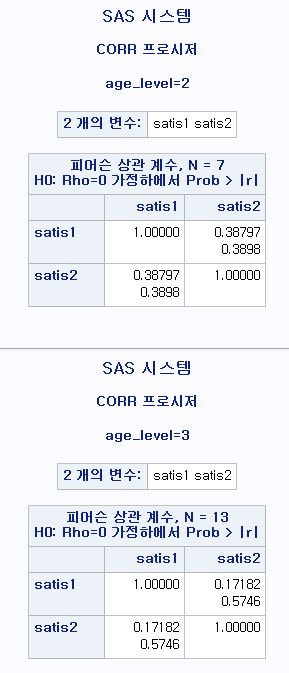 SAS 시스템
CORR 프로시저
age_level=2
2 개의 변수: satis1 satis2
피어슨 상관 계수, N = 7
H0: Rho=0 가정하에서 Prob > |r|
satis1 satis2
satis1 1.00000 0.38797
0.3898
satis2 0.38797 1.00000
0.3898
SAS 시스템
CORR 프로시저
age_level=3
2 개의 변수: satis1 satis2
피어슨 상관 계수, N = 13
H0: Rho=0 가정하에서 Prob > |r|
satis1 satis2
satis1 1.00000 0.17182
0.5746
satis2 0.17182 1.00000
0.5746